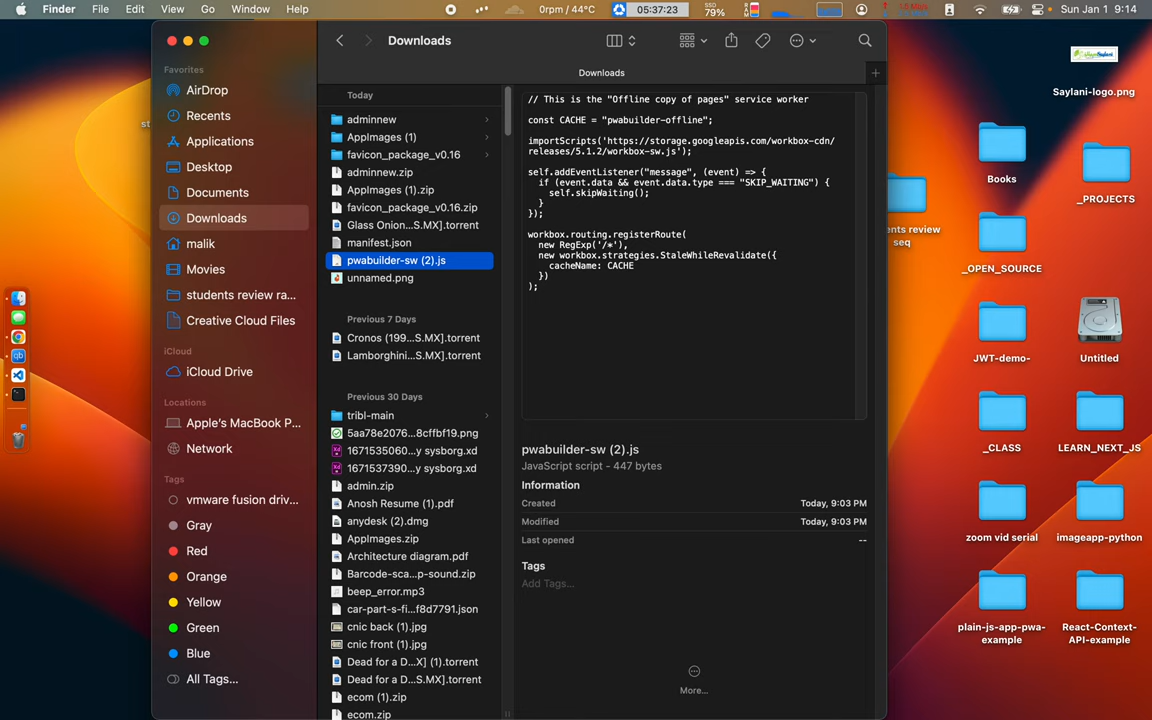 Finder File Edit View Go Window Help 0rpm / 44°C 05:37:23 SSD 79% Sun Jan 1 9:14
Downloads
Downloads
Favorites
AirDrop
Recents
Applications
Desktop
Documents
Downloads
malik
Movies
students review ra...
Creative Cloud Files
iCloud
iCloud Drive
Locations
Apple's MacBook P...
Network
Tags
vmware fusion driv...
Gray
Red
Orange
Yellow
Green
Blue
All Tags...
Today
adminnew
AppImages (1)
favicon_package_v0.16
adminnew.zip
AppImages (1).zip
favicon_package_v0.16.zip
Glass Onion...S.MX].torrent
manifest.json
pwabuilder-sw (2).js
unnamed.png
Previous 7 Days
Cronos (199...S.MX].torrent
Lamborghini...S.MX].torrent
Previous 30 Days
tribl-main
5aa78e2076...8cffbf19.png
1671535060...y sysborg.xd
1671537390...y sysborg.xd
admin.zip
Anosh Resume (1).pdf
anydesk (2).dmg
AppImages.zip
Architecture diagram.pdf
Barcode-sca...p-sound.zip
beep_error.mp3
car-part-s-fi...f8d7791.json
cnic back (1).jpg
cnic front (1).jpg
Dead for a D...X] (1).torrent
Dead for a D...S.MX].torrent
ecom (1).zip
ecom.zip
// This is the "Offline copy of pages" service worker
const CACHE = "pwabuilder-offline";
importScripts('https://storage.googleapis.com/workbox-cdn/
releases/5.1.2/workbox-sw.js');
self.addEventListener("message", (event) => {
if (event.data && event.data.type === "SKIP_WAITING") {
self.skipWaiting();
}
});
workbox.routing.registerRoute(
new RegExp('/*'),
new workbox.strategies.StaleWhileRevalidate({
cacheName: CACHE
})
);
pwabuilder-sw (2).js
JavaScript script - 447 bytes
Information
Created Today, 9:03 PM
Modified Today, 9:03 PM
Last opened --
Tags
Add Tags...
More...
st
ents review
seq
Saylani-logo.png
Books
_PROJECTS
_OPEN_SOURCE
JWT-demo-
Untitled
_CLASS
LEARN_NEXT_JS
zoom vid serial
imageapp-python
plain-js-app-pwa-
example
React-Context-
API-example